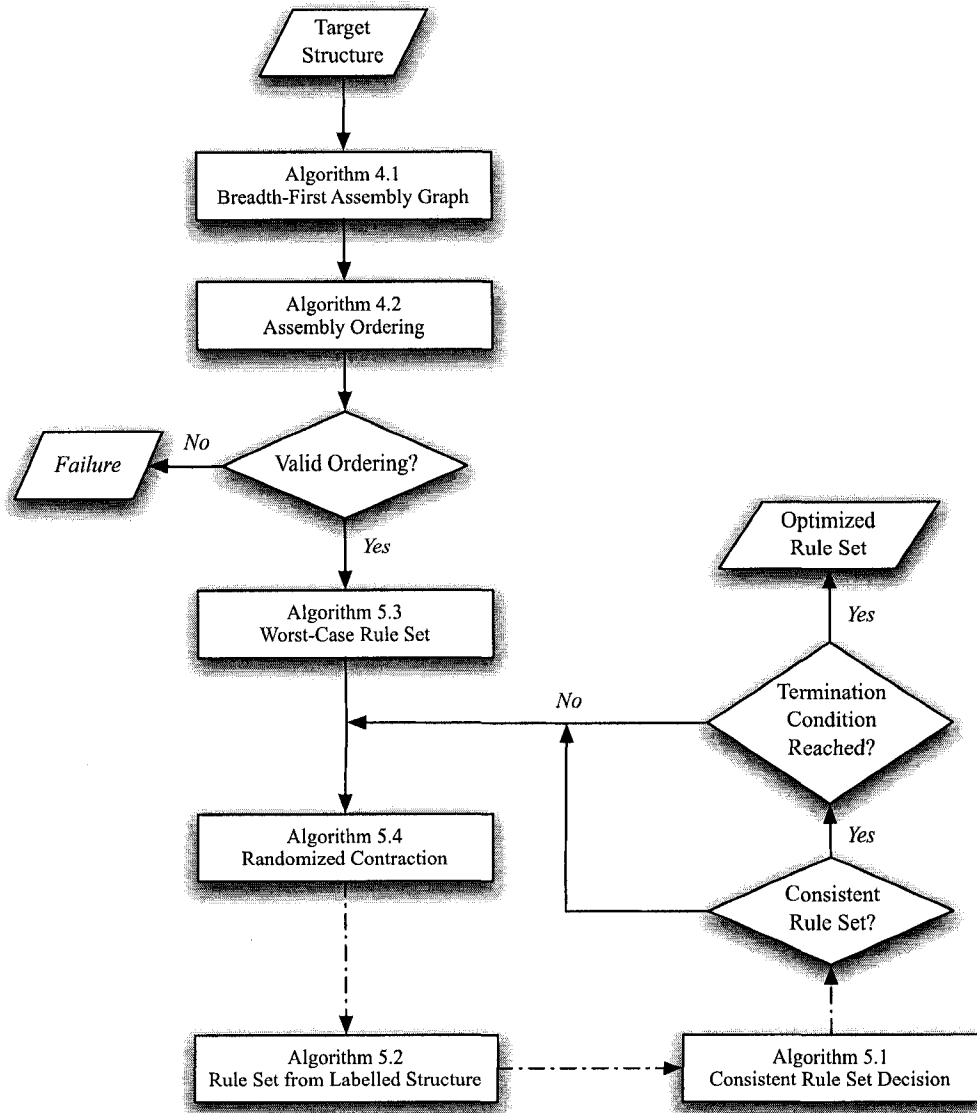 Target
Structure
Algorithm 4.1
Breadth-First Assembly Graph
Algorithm 4.2
Assembly Ordering
Valid Ordering?
No
Failure
Yes
Algorithm 5.3
Worst-Case Rule Set
Optimized
Rule Set
Yes
Termination
Condition
Reached?
No
Algorithm 5.4
Randomized Contraction
Yes
Consistent
Rule Set?
Algorithm 5.2
Rule Set from Labelled Structure
Algorithm 5.1
Consistent Rule Set Decision